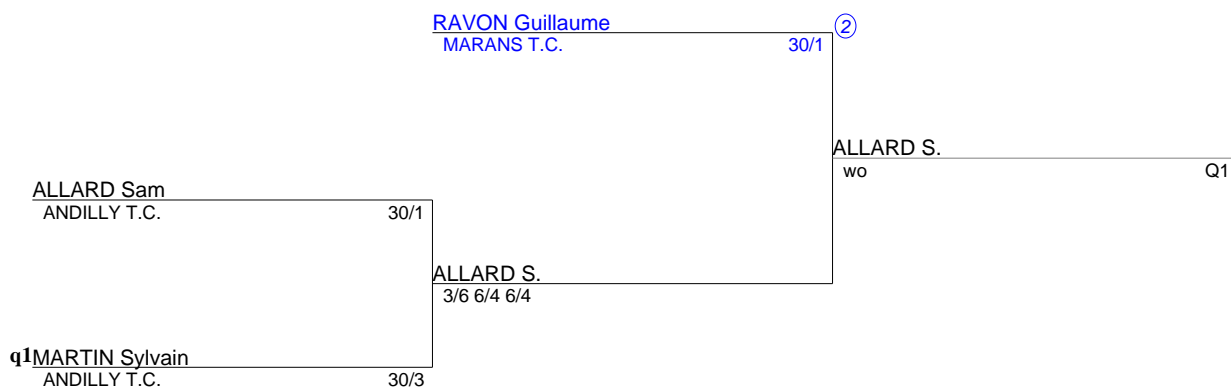 RAVON Guillaume 2
MARANS T.C. 30/1
ALLARD S.
wo Q1
ALLARD Sam
ANDILLY T.C. 30/1
ALLARD S.
3/6 6/4 6/4
q1 MARTIN Sylvain
ANDILLY T.C. 30/3